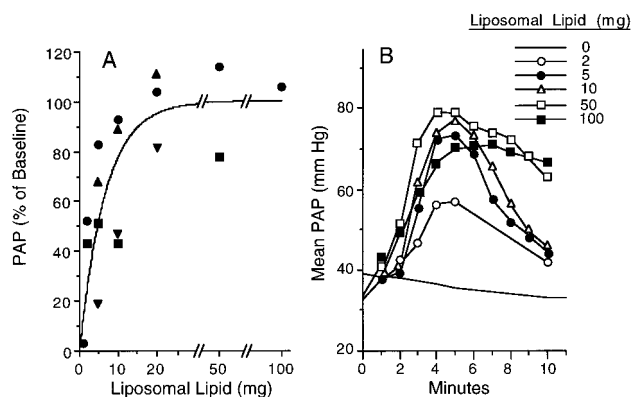 A
PAP (% of Baseline)
120
100
80
60
40
20
0
0 10 20 50 100
Liposomal Lipid (mg)
B
Liposomal Lipid (mg)
0
2
5
10
50
100
Mean PAP (mm Hg)
80
60
40
20
0 2 4 6 8 10
Minutes